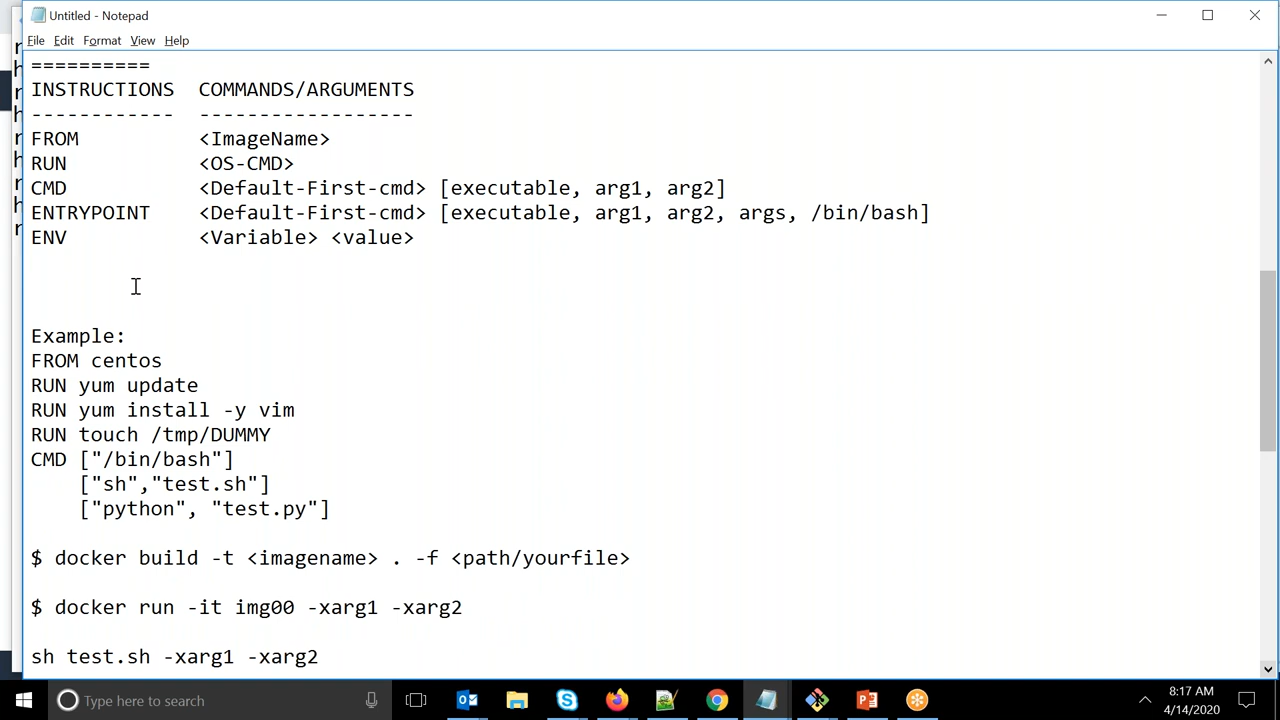 Untitled - Notepad
File Edit Format View Help
==========
INSTRUCTIONS COMMANDS/ARGUMENTS
------------ ------------------
FROM <ImageName>
RUN <OS-CMD>
CMD <Default-First-cmd> [executable, arg1, arg2]
ENTRYPOINT <Default-First-cmd> [executable, arg1, arg2, args, /bin/bash]
ENV <Variable> <value>
Example:
FROM centos
RUN yum update
RUN yum install -y vim
RUN touch /tmp/DUMMY
CMD ["/bin/bash"]
["sh","test.sh"]
["python", "test.py"]
$ docker build -t <imagename> . -f <path/yourfile>
$ docker run -it img00 -xarg1 -xarg2
sh test.sh -xarg1 -xarg2
Type here to search
8:17 AM
4/14/2020